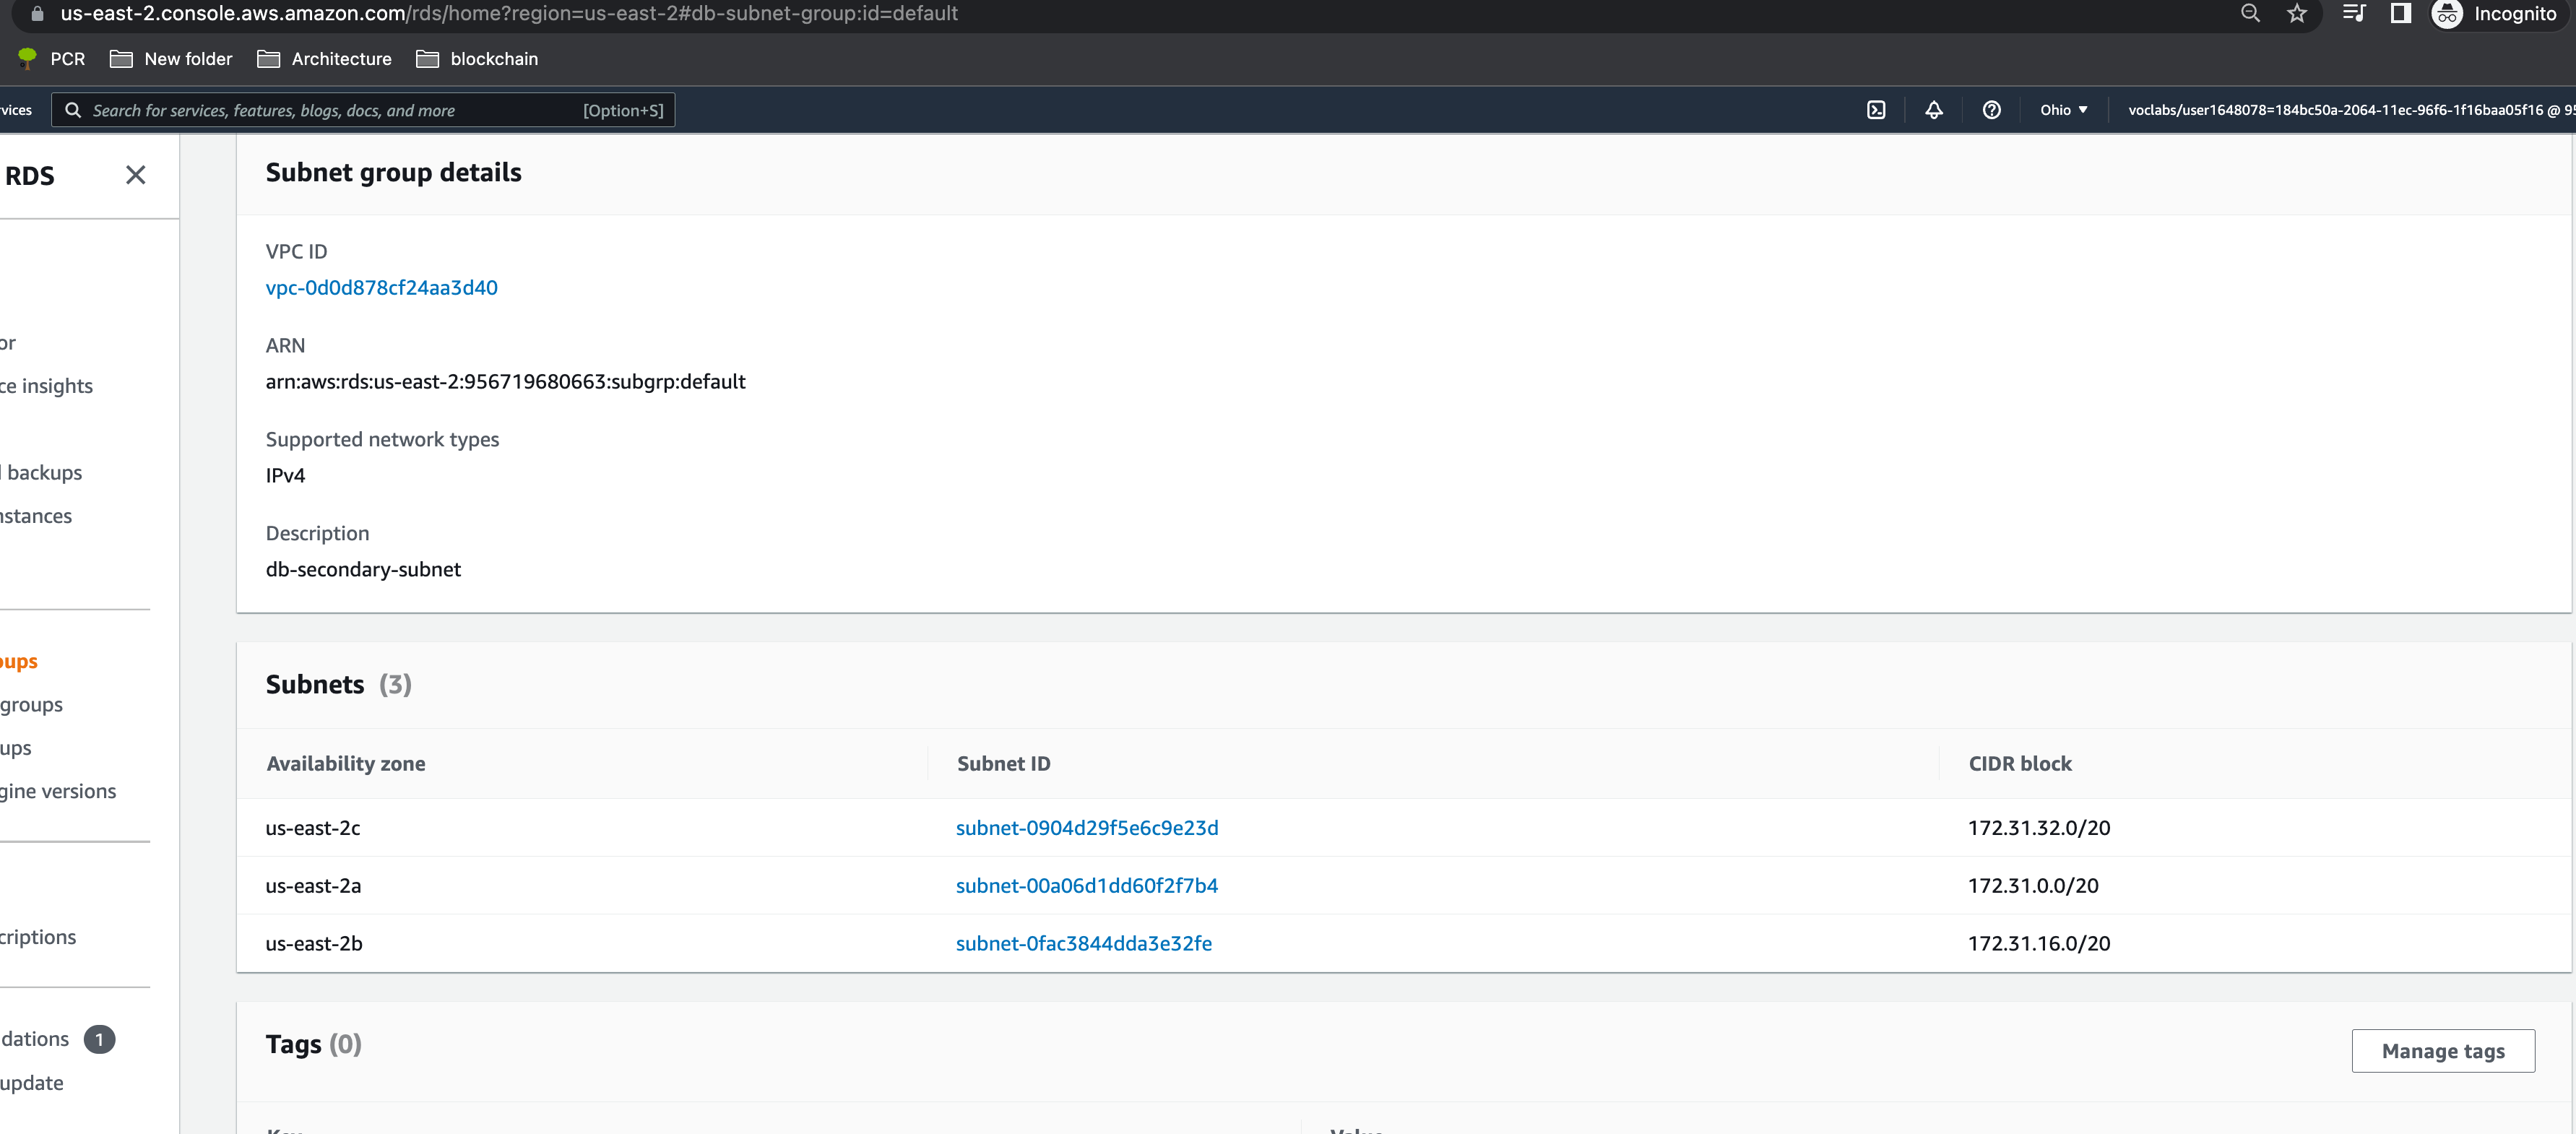 us-east-2.console.aws.amazon.com/rds/home?region=us-east-2#db-subnet-group:id=default
Incognito
PCR New folder Architecture blockchain
vices Search for services, features, blogs, docs, and more [Option+S] Ohio voclabs/user1648078=184bc50a-2064-11ec-96f6-1f16baa05f16 @ 95
RDS
or
ce insights
backups
nstances
oups
groups
ups
gine versions
criptions
dations 1
update
Subnet group details
VPC ID
vpc-0d0d878cf24aa3d40
ARN
arn:aws:rds:us-east-2:956719680663:subgrp:default
Supported network types
IPv4
Description
db-secondary-subnet
Subnets (3)
Availability zone Subnet ID CIDR block
us-east-2c subnet-0904d29f5e6c9e23d 172.31.32.0/20
us-east-2a subnet-00a06d1dd60f2f7b4 172.31.0.0/20
us-east-2b subnet-0fac3844dda3e32fe 172.31.16.0/20
Tags (0)
Manage tags